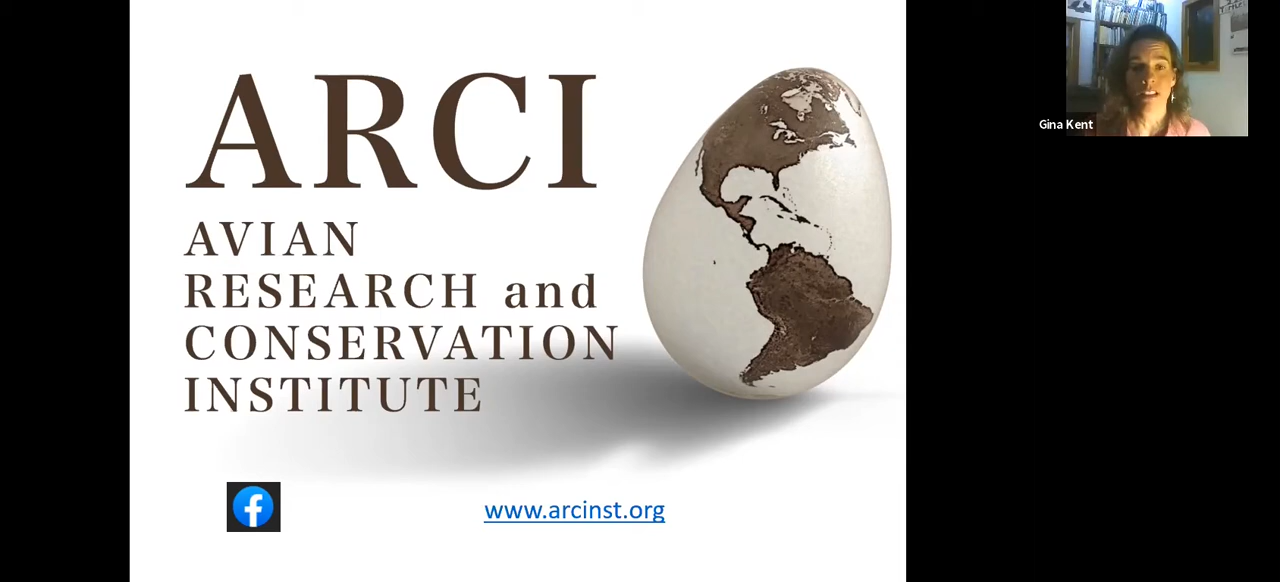 ARCI
AVIAN
RESEARCH and
CONSERVATION
INSTITUTE
www.arcinst.org
Gina Kent